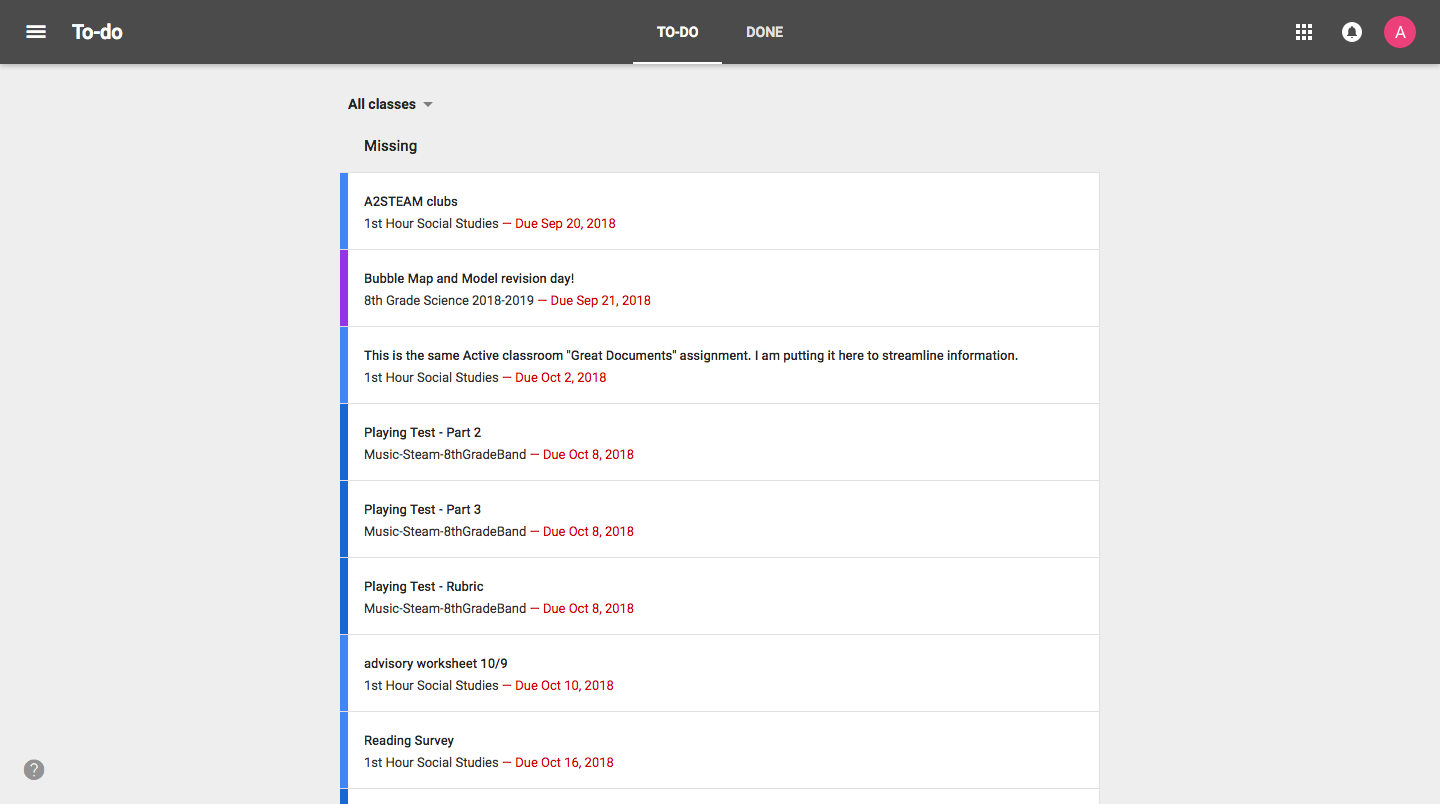 To-do
TO-DO
DONE
A
All classes
Missing
A2STEAM clubs
1st Hour Social Studies — Due Sep 20, 2018
Bubble Map and Model revision day!
8th Grade Science 2018-2019 — Due Sep 21, 2018
This is the same Active classroom "Great Documents" assignment. I am putting it here to streamline information.
1st Hour Social Studies — Due Oct 2, 2018
Playing Test - Part 2
Music-Steam-8thGradeBand — Due Oct 8, 2018
Playing Test - Part 3
Music-Steam-8thGradeBand — Due Oct 8, 2018
Playing Test - Rubric
Music-Steam-8thGradeBand — Due Oct 8, 2018
advisory worksheet 10/9
1st Hour Social Studies — Due Oct 10, 2018
Reading Survey
1st Hour Social Studies — Due Oct 16, 2018
?